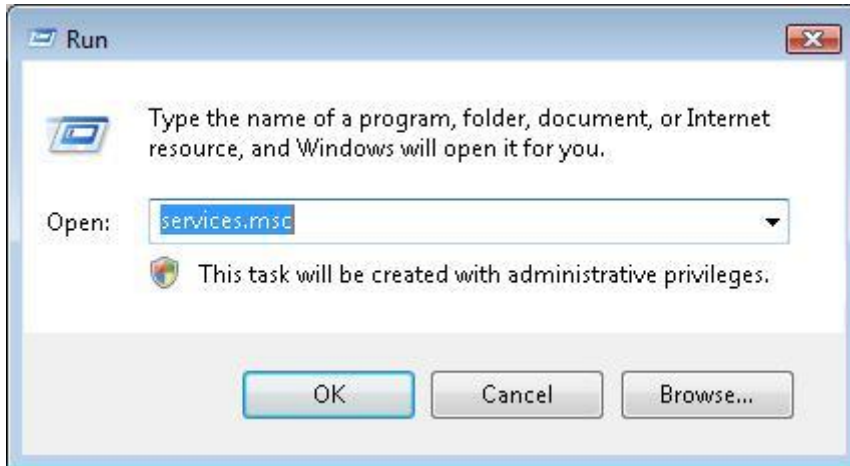 Run
Type the name of a program, folder, document, or Internet
resource, and Windows will open it for you.
Open:
services.msc
This task will be created with administrative privileges.
OK
Cancel
Browse...